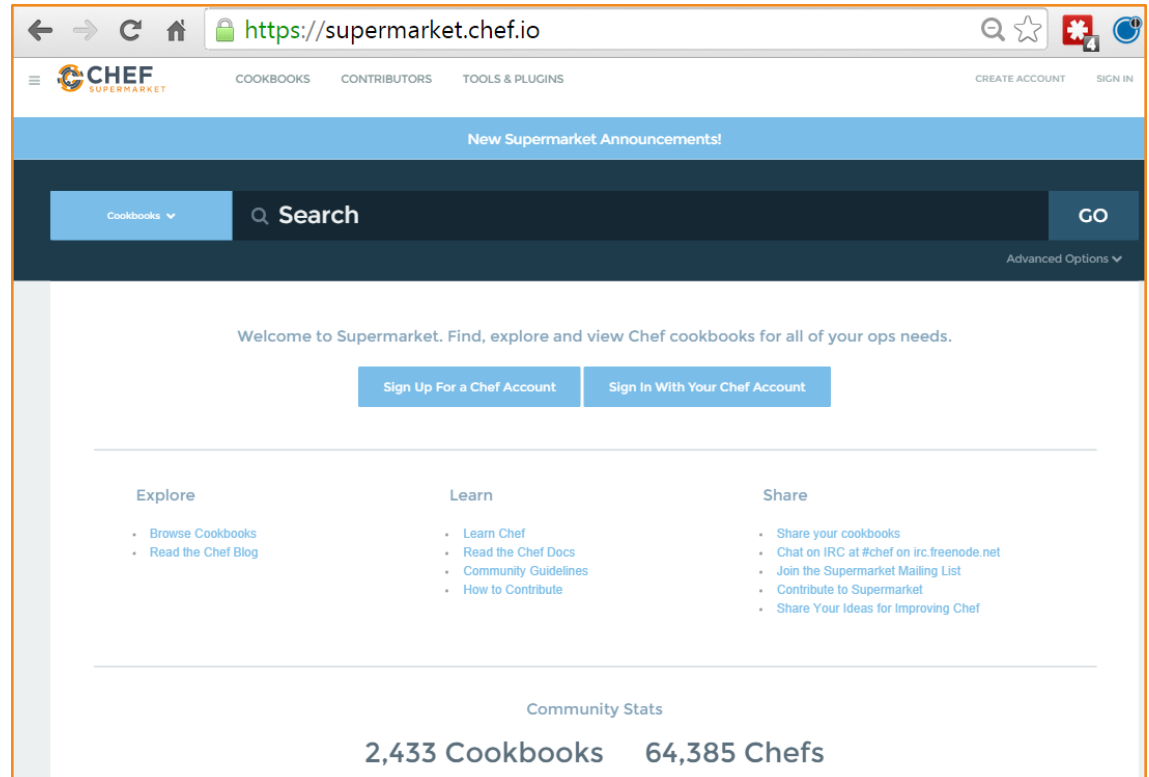 https://supermarket.chef.io
4
CHEF
SUPERMARKET
COOKBOOKS CONTRIBUTORS TOOLS & PLUGINS CREATE ACCOUNT SIGN IN
New Supermarket Announcements!
Cookbooks Search GO
Advanced Options
Welcome to Supermarket. Find, explore and view Chef cookbooks for all of your ops needs.
Sign Up For a Chef Account Sign In With Your Chef Account
Explore
Browse Cookbooks
Read the Chef Blog
Learn
Learn Chef
Read the Chef Docs
Community Guidelines
How to Contribute
Share
Share your cookbooks
Chat on IRC at #chef on irc.freenode.net
Join the Supermarket Mailing List
Contribute to Supermarket
Share Your Ideas for Improving Chef
Community Stats
2,433 Cookbooks 64,385 Chefs